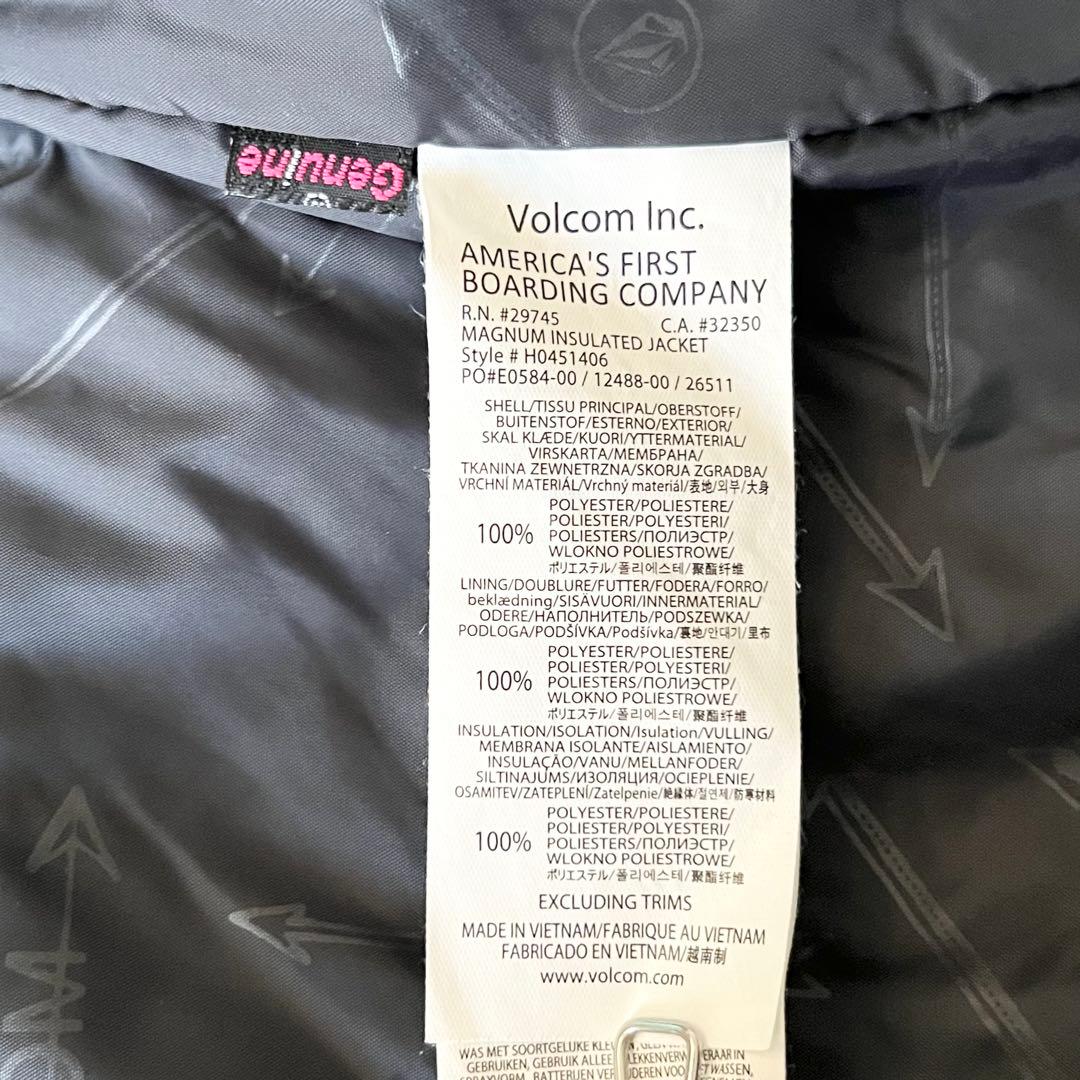 Genuine
Volcom Inc.
AMERICA'S FIRST
BOARDING COMPANY
R.N. #29745 C.A. #32350
MAGNUM INSULATED JACKET
Style # H0451406
PO#E0584-00 / 12488-00 / 26511
SHELL/TISSU PRINCIPAL/OBERSTOFF/
BUITENSTOF/ESTERNO/EXTERIOR/
SKAL KLÆDE/KUORI/YTTERMATERIAL/
VIRSKARTA/МЕМБРАНА/
TKANINA ZEWNETRZNA/SKORJA ZGRADBA/
VRCHNÍ MATERIÁL/Vrchný materiál/表地/외부/大身
100% POLYESTER/POLIESTERE/
POLIESTER/POLYESTERI/
POLIESTERS/ПОЛИЭСТР/
WLOKNO POLIESTROWE/
ポリエステル/폴리에스테/聚酯纤维
LINING/DOUBLURE/FUTTER/FODERA/FORRO/
beklædning/SISÄVUORI/INNERMATERIAL/
ODERE/НАПОЛНИТЕЛЬ/PODSZEWKA/
PODLOGA/PODŠÍVKA/Podšívka/裏地/안대기/里布
100% POLYESTER/POLIESTERE/
POLIESTER/POLYESTERI/
POLIESTERS/ПОЛИЭСТР/
WLOKNO POLIESTROWE/
ポリエステル/폴리에스테/聚酯纤维
INSULATION/ISOLATION/Isulation/VULLING/
MEMBRANA ISOLANTE/AISLAMIENTO/
INSULAÇÃO/VANU/MELLANFODER/
SILTINAJUMS/ИЗОЛЯЦИЯ/OCIEPLENIE/
OSAMITEV/ZATEPLENÍ/Zatelpenie/絶縁体/절연제/防寒材料
100% POLYESTER/POLIESTERE/
POLIESTER/POLYESTERI/
POLIESTERS/ПОЛИЭСТР/
WLOKNO POLIESTROWE/
ポリエステル/폴리에스테/聚酯纤维
EXCLUDING TRIMS
MADE IN VIETNAM/FABRIQUE AU VIETNAM
FABRICADO EN VIETNAM/越南制
www.volcom.com
WAS MET SOORTGELIJKE
GEBRUIKEN, GEBRUIK